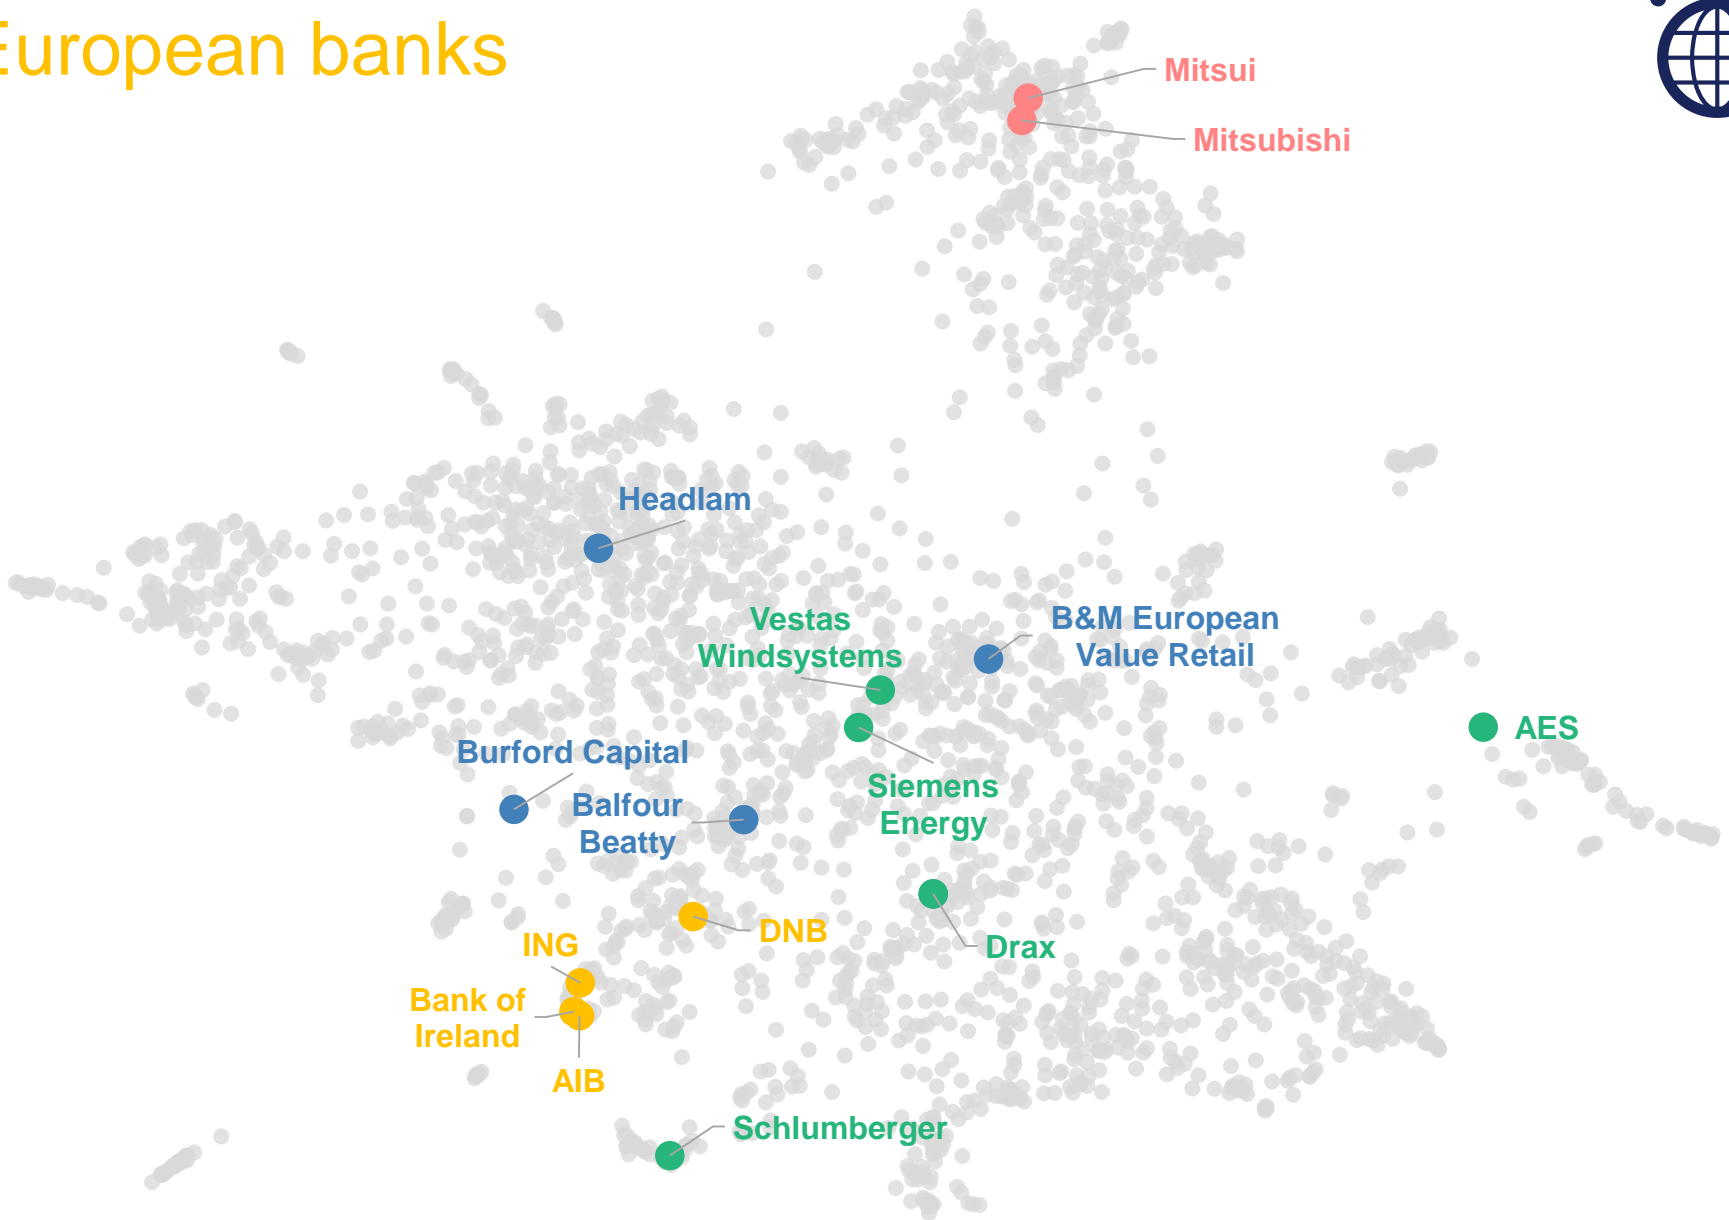 European banks
Mitsui
Mitsubishi
Headlam
Vestas
Windsystems
B&M European
Value Retail
AES
Burford Capital
Balfour
Beatty
Siemens
Energy
DNB
Drax
ING
Bank of
Ireland
AIB
Schlumberger